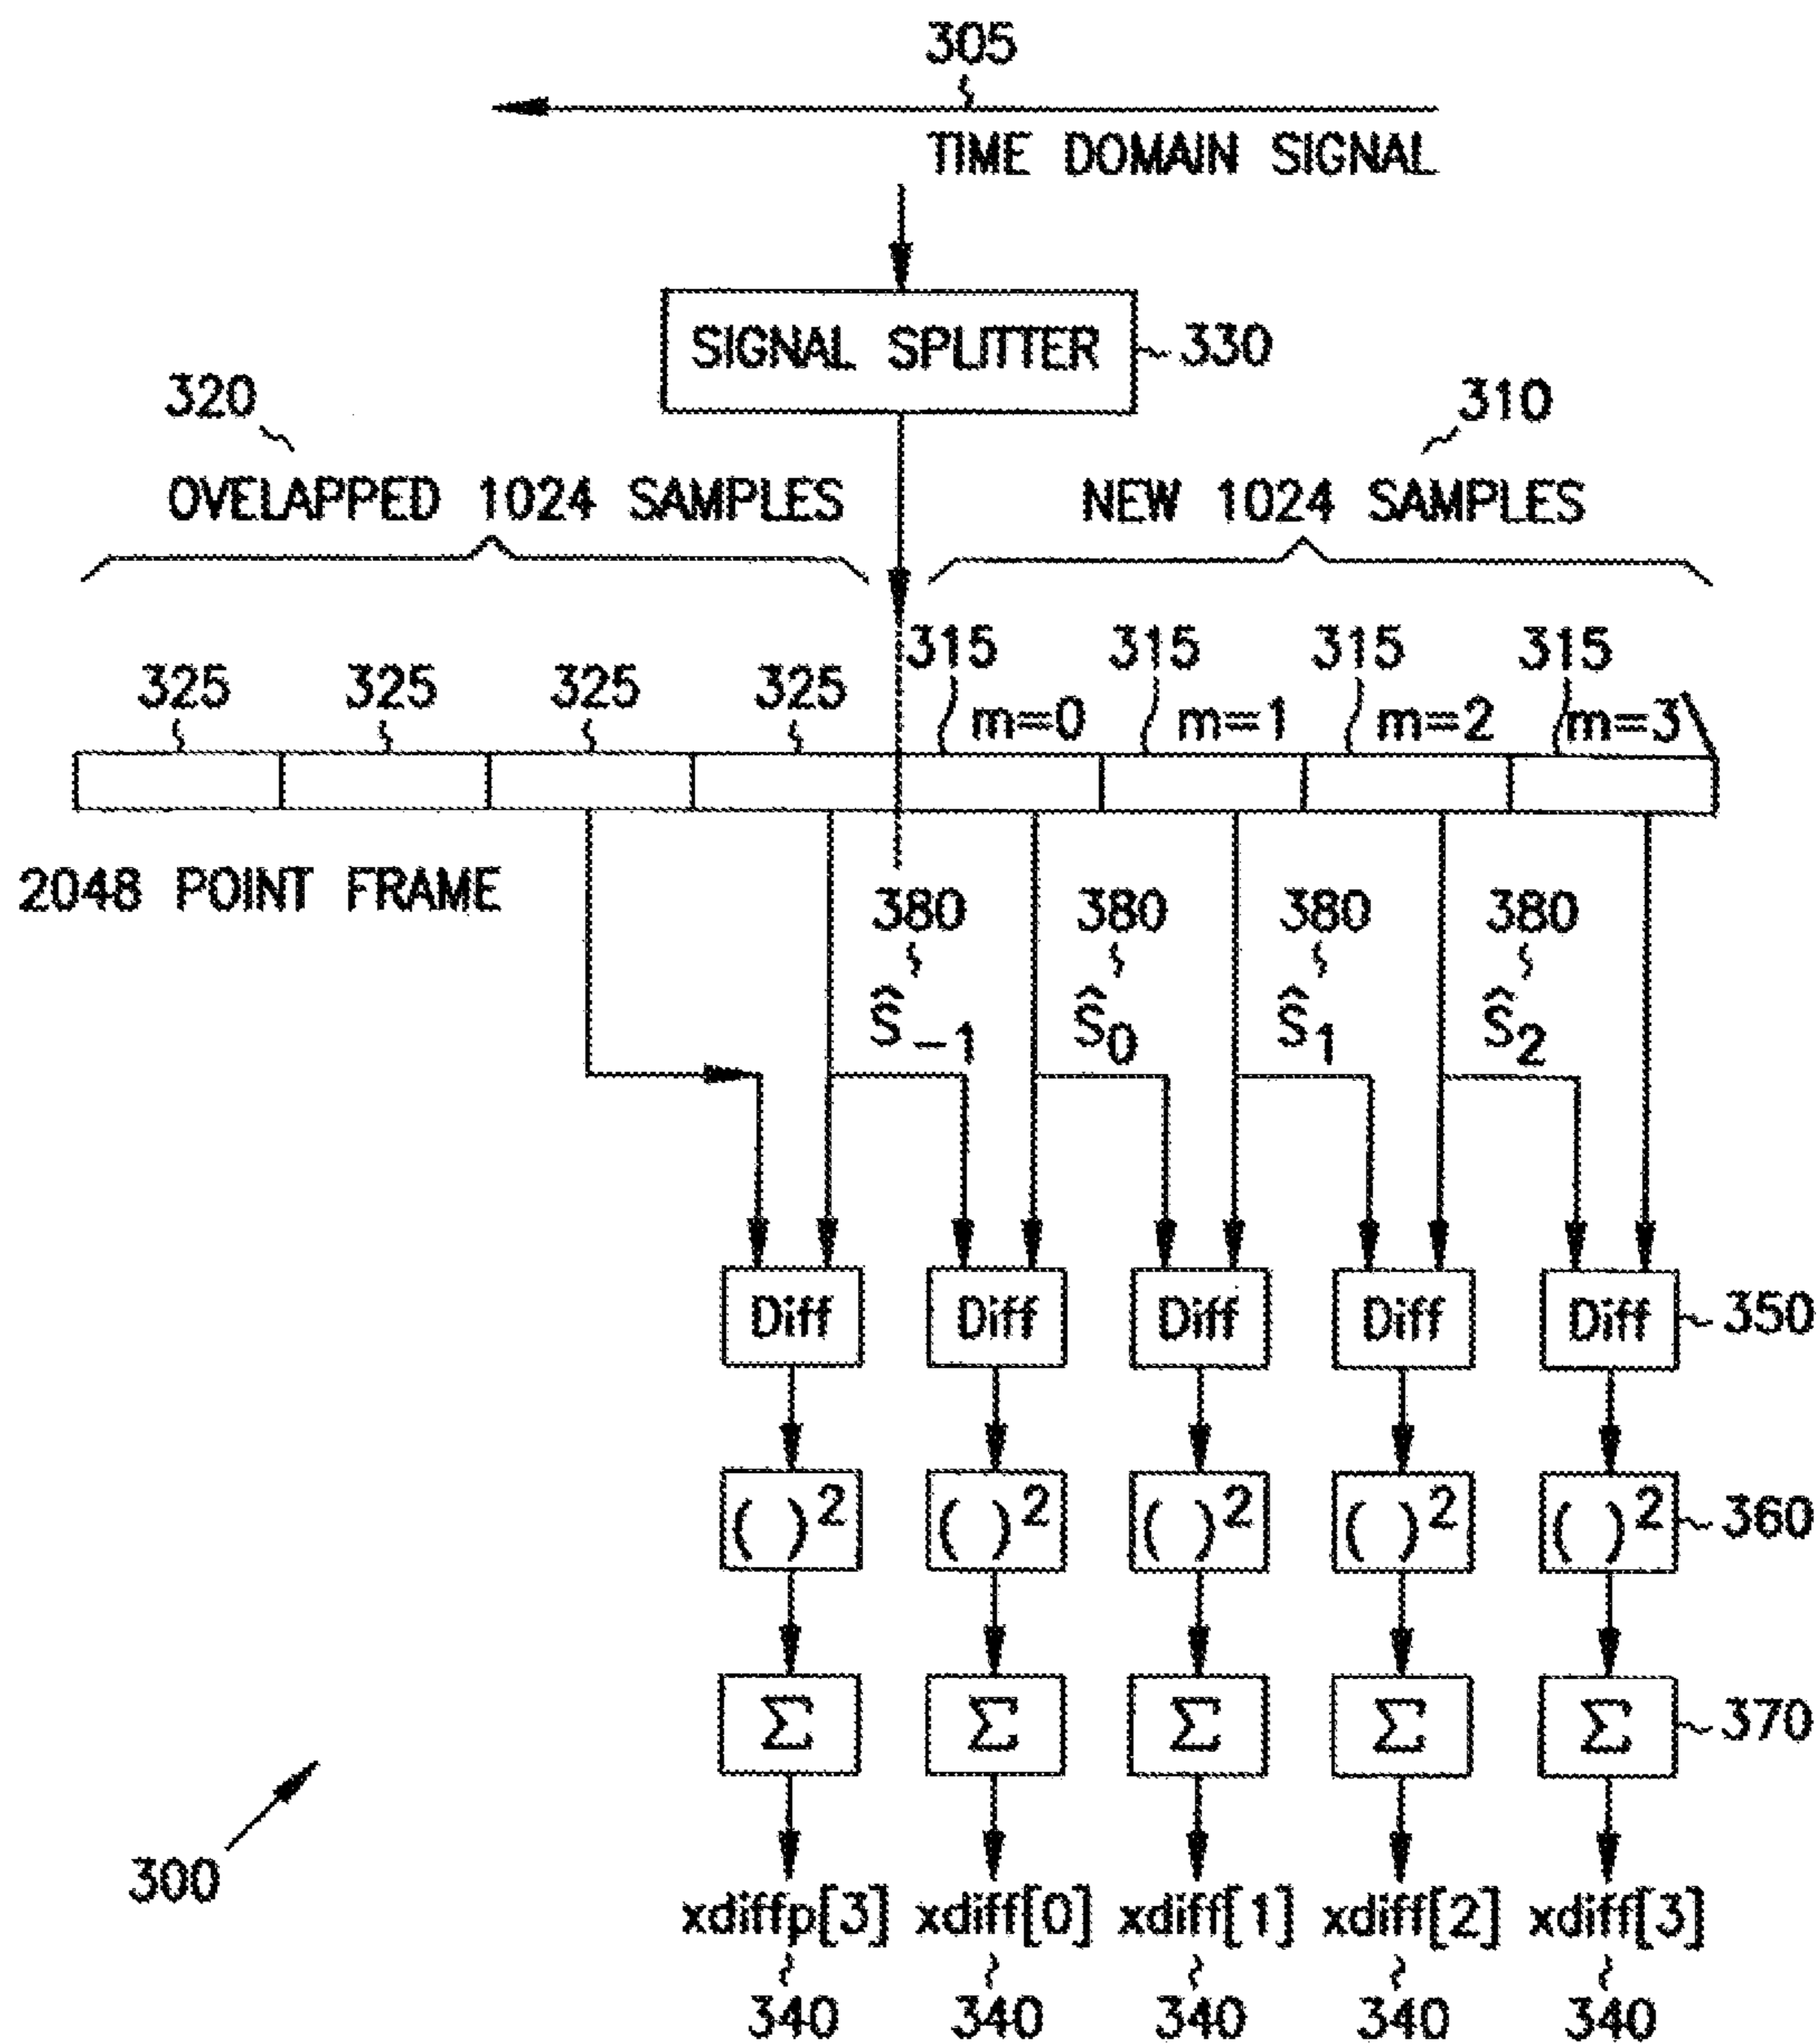 305
TIME DOMAIN SIGNAL
SIGNAL SPLITTER 330
320 310
OVELAPPED 1024 SAMPLES NEW 1024 SAMPLES
325 325 325 325 315 315 315 315
m=0 m=1 m=2 m=3
2048 POINT FRAME
380 380 380 380
Ŝ₋₁ Ŝ₀ Ŝ₁ Ŝ₂
Diff Diff Diff Diff Diff 350
( )² ( )² ( )² ( )² ( )² 360
Σ Σ Σ Σ Σ 370
300
xdiffp[3] xdiff[0] xdiff[1] xdiff[2] xdiff[3]
340 340 340 340 340